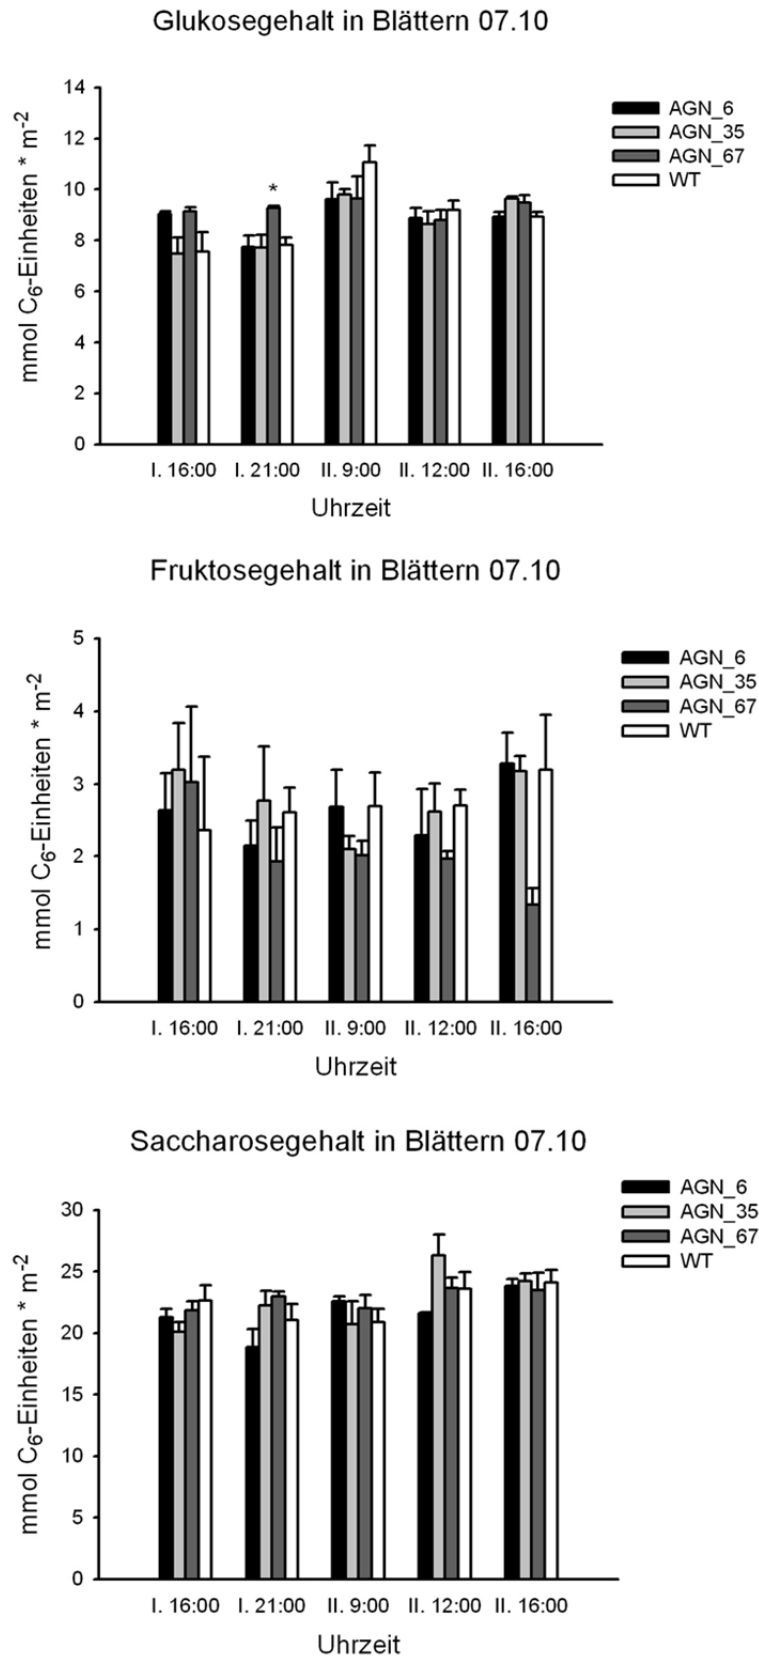 Glukosegehalt in Blättern 07.10
mmol C6-Einheiten * m-2
14
12
10
8
6
4
2
0
*
AGN_6
AGN_35
AGN_67
WT
I. 16:00 I. 21:00 II. 9:00 II. 12:00 II. 16:00
Uhrzeit
Fruktosegehalt in Blättern 07.10
mmol C6-Einheiten * m-2
5
4
3
2
1
0
AGN_6
AGN_35
AGN_67
WT
I. 16:00 I. 21:00 II. 9:00 II. 12:00 II. 16:00
Uhrzeit
Saccharosegehalt in Blättern 07.10
mmol C6-Einheiten * m-2
30
25
20
15
10
5
0
AGN_6
AGN_35
AGN_67
WT
I. 16:00 I. 21:00 II. 9:00 II. 12:00 II. 16:00
Uhrzeit